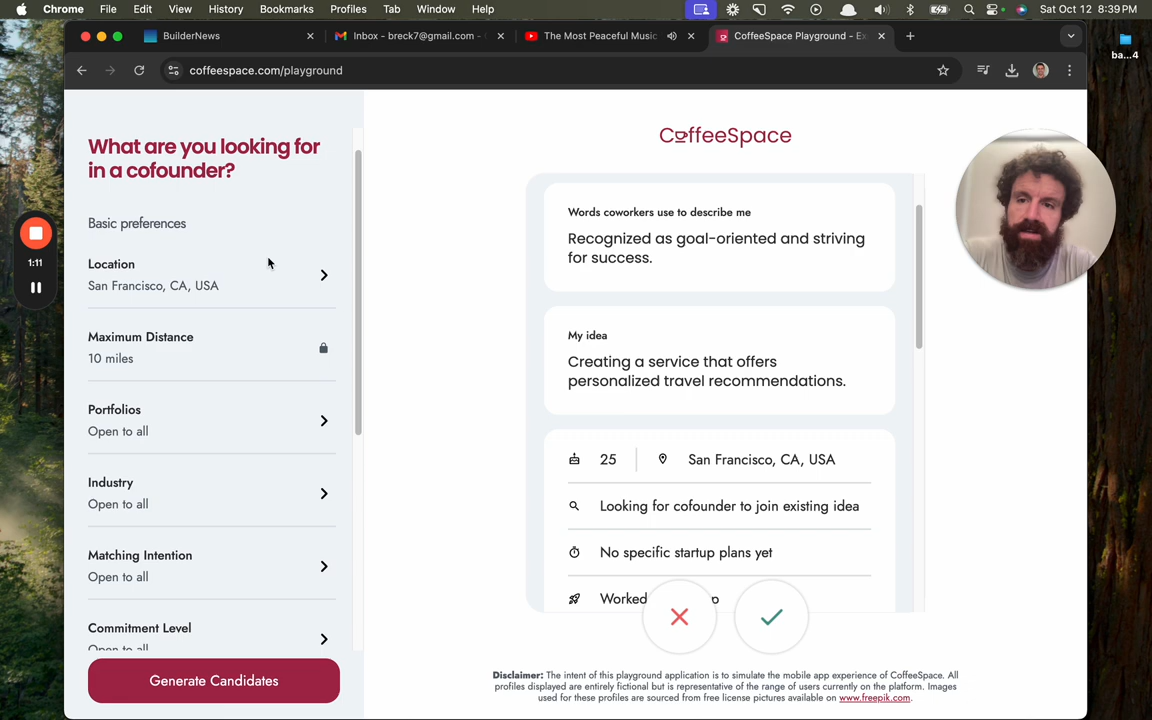 Chrome File Edit View History Bookmarks Profiles Tab Window Help Sat Oct 12 8:39 PM
BuilderNews
Inbox - breck7@gmail.com -
The Most Peaceful Music
CoffeeSpace Playground - Ex
coffeespace.com/playground
ba...4
1:11
What are you looking for
in a cofounder?
Basic preferences
Location
San Francisco, CA, USA
Maximum Distance
10 miles
Portfolios
Open to all
Industry
Open to all
Matching Intention
Open to all
Commitment Level
Open to all
Generate Candidates
CoffeeSpace
Words coworkers use to describe me
Recognized as goal-oriented and striving
for success.
My idea
Creating a service that offers
personalized travel recommendations.
25 San Francisco, CA, USA
Looking for cofounder to join existing idea
No specific startup plans yet
Worked
Disclaimer: The intent of this playground application is to simulate the mobile app experience of CoffeeSpace. All
profiles displayed are entirely fictional but is representative of the range of users currently on the platform. Images
used for these profiles are sourced from free license pictures available on www.freepik.com.